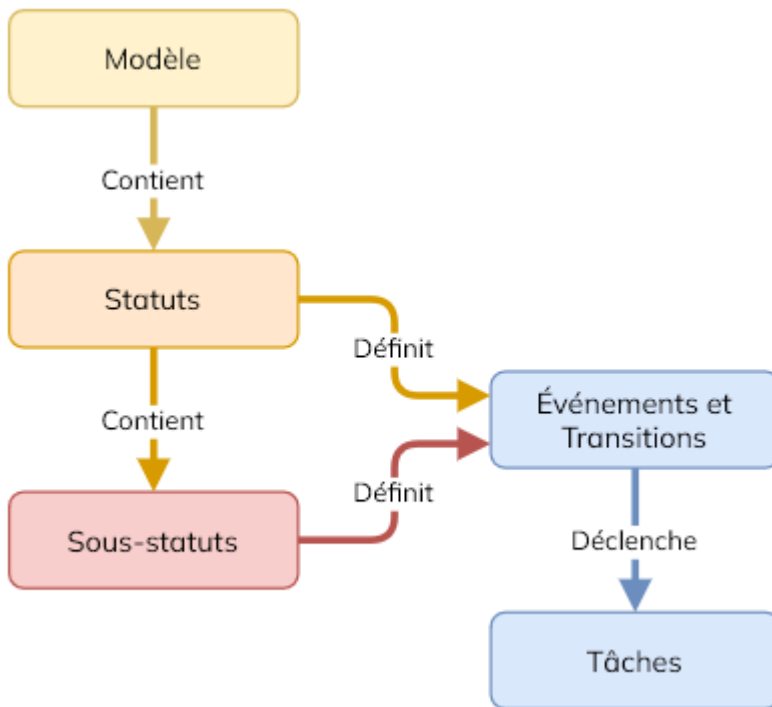 Modèle
Contient
Statuts
Définit
Événements et
Transitions
Contient
Définit
Sous-statuts
Déclenche
Tâches